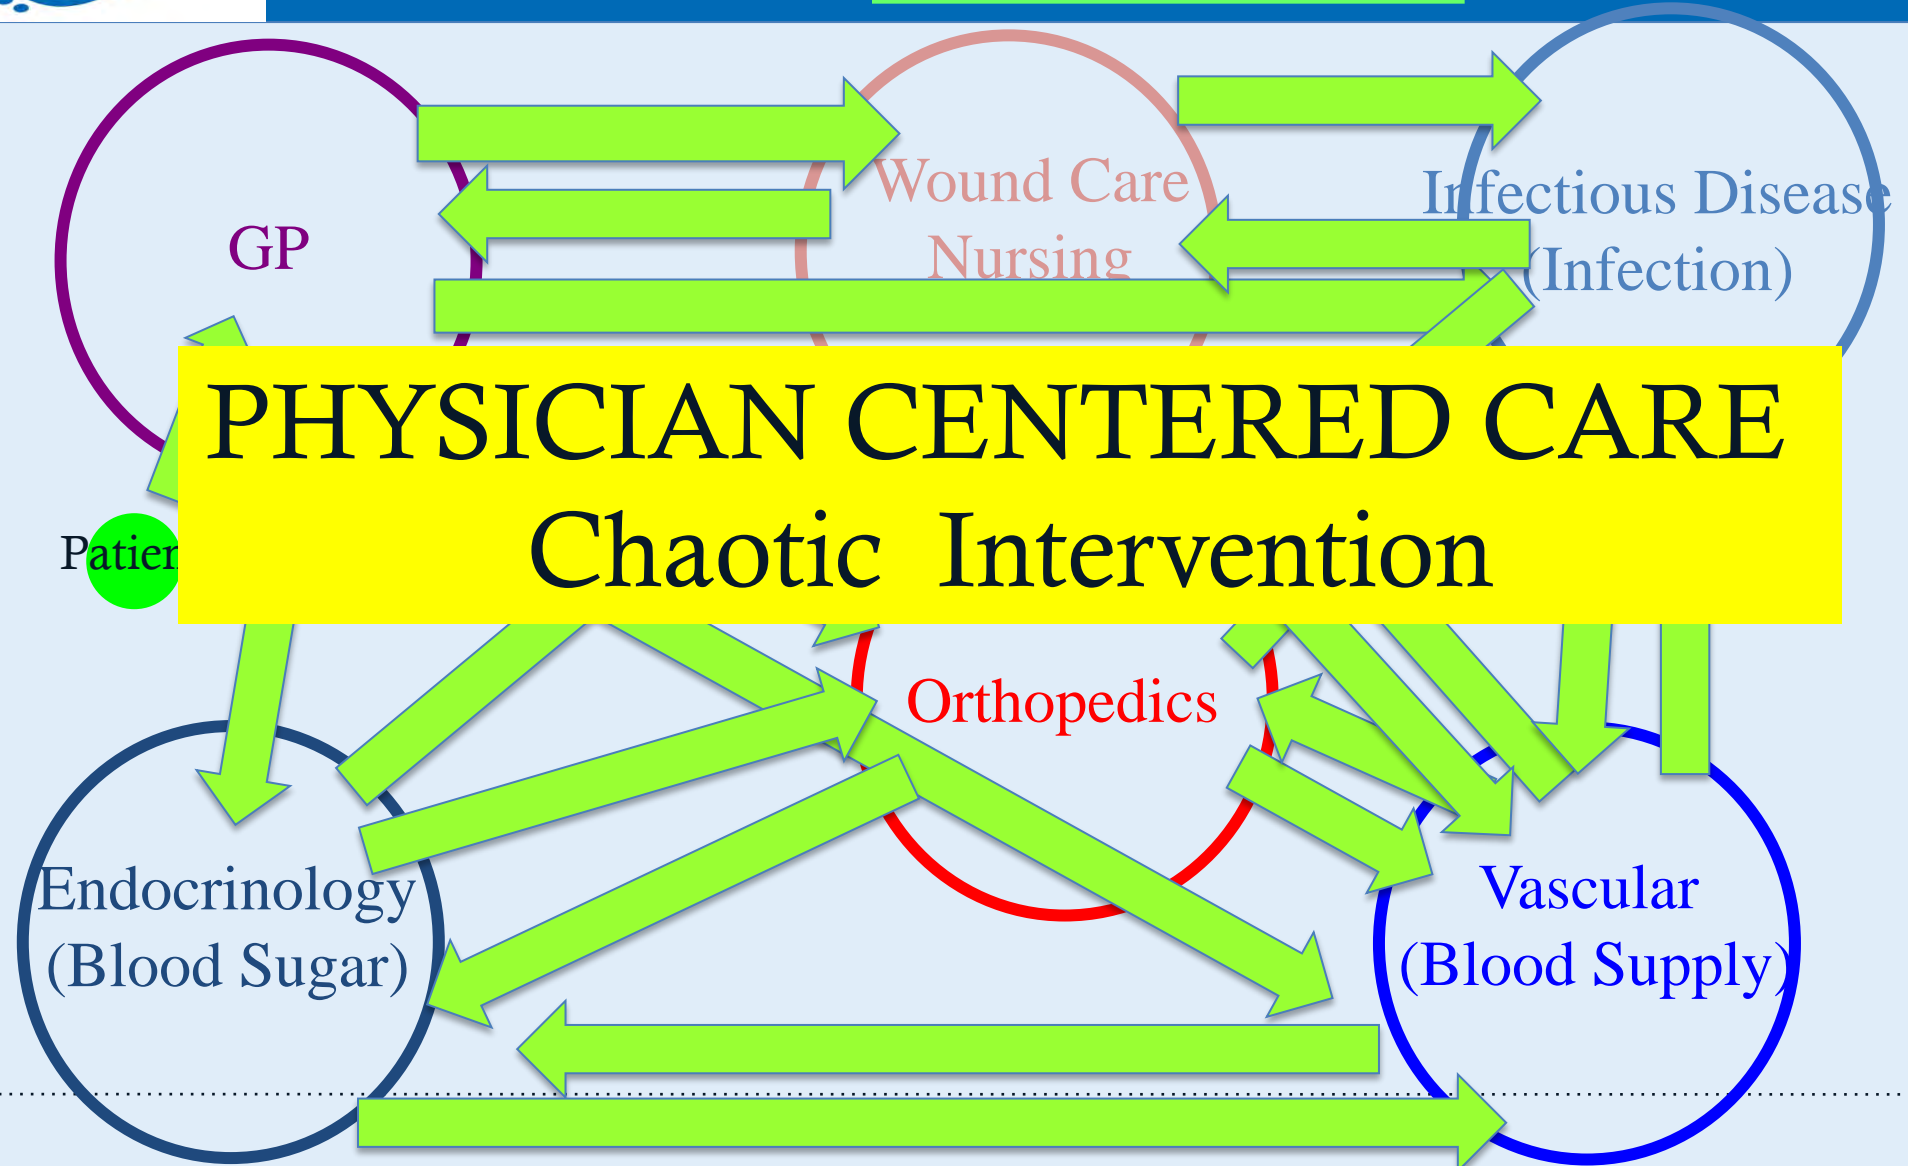 GP
Wound Care
Nursing
Infectious Disease
(Infection)
PHYSICIAN CENTERED CARE
Chaotic Intervention
Orthopedics
Endocrinology
(Blood Sugar)
Vascular
(Blood Supply)